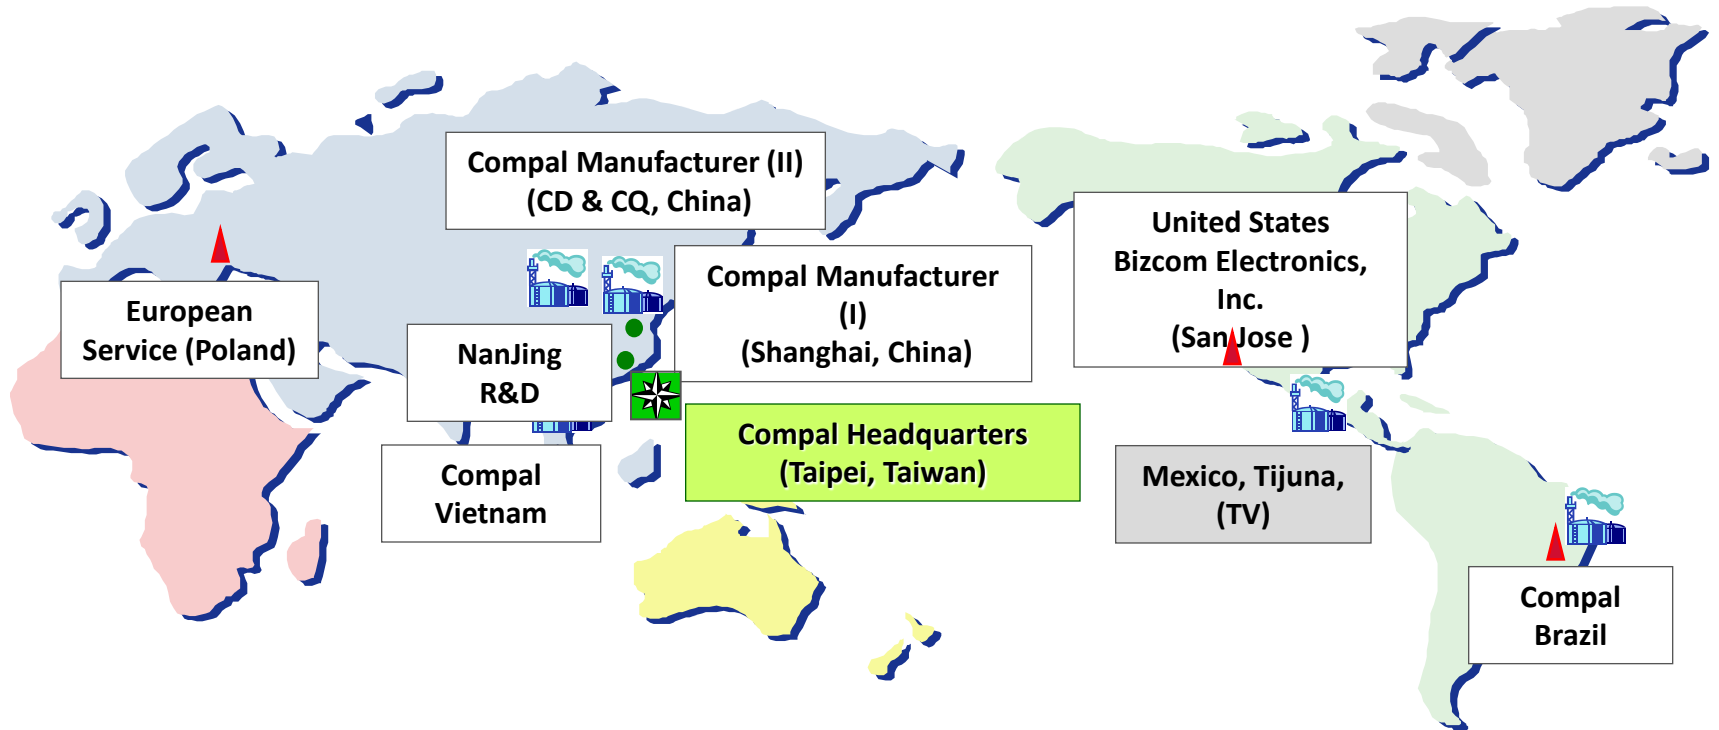 Compal Manufacturer (II)
(CD & CQ, China)
United States
Bizcom Electronics,
Inc.
(San Jose )
Compal Manufacturer
(I)
(Shanghai, China)
European
Service (Poland)
NanJing
R&D
Compal Headquarters
(Taipei, Taiwan)
Compal
Vietnam
Mexico, Tijuna,
(TV)
Compal
Brazil